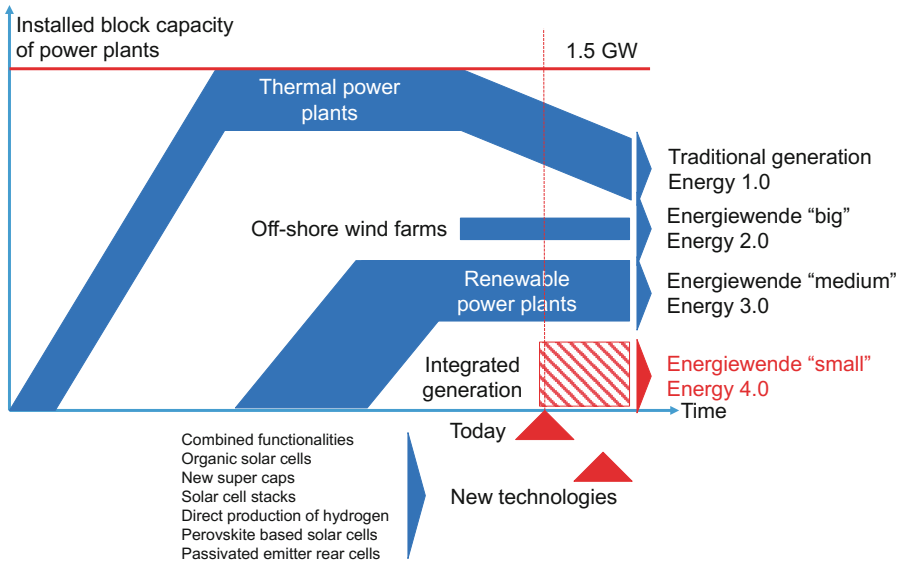 Installed block capacity
of power plants
1.5 GW
Thermal power
plants
Traditional generation
Energy 1.0
Off-shore wind farms
Energiewende “big”
Energy 2.0
Renewable
power plants
Energiewende “medium”
Energy 3.0
Integrated
generation
Energiewende “small”
Energy 4.0
Time
Today
Combined functionalities
Organic solar cells
New super caps
Solar cell stacks
Direct production of hydrogen
Perovskite based solar cells
Passivated emitter rear cells
New technologies